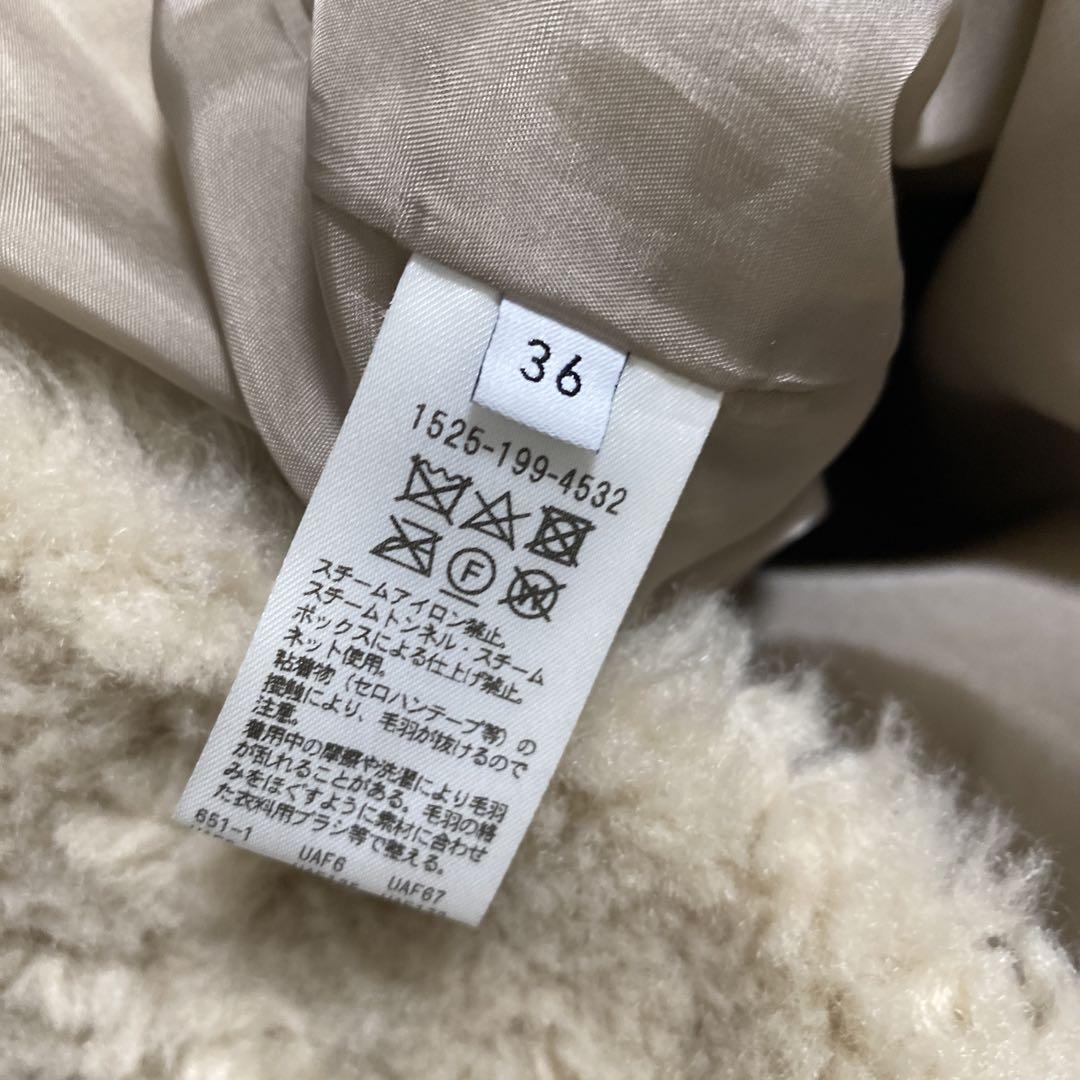 36
1525-199-4532
F
W
スチームアイロン禁止。
スチームトンネル・スチーム
ボックスによる仕上げ禁止。
ネット使用。
粘着物（セロハンテープ等）の
接触により、毛羽が抜けるので
注意。
着用中の摩擦や洗濯により毛羽
が乱れることがある。毛羽の絡
みをほぐすように素材に合わせ
た衣料用ブラシ等で整える。
651-1
UAF6 UAF67